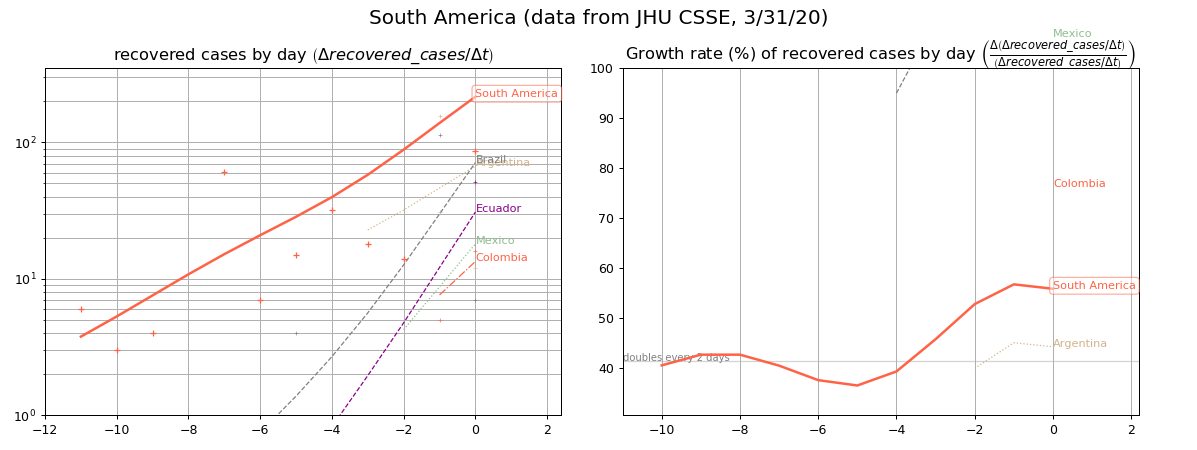 South America (data from JHU CSSE, 3/31/20)
recovered cases by day (Δrecovered_cases/Δt)
South America
Brazil
Argentina
Ecuador
Mexico
Colombia
10²
10¹
10⁰
−12 −10 −8 −6 −4 −2 0 2
Mexico
Growth rate (%) of recovered cases by day (Δ(Δrecovered_cases/Δt)/(Δrecovered_cases/Δt))
100
90
80
70
60
50
40
Colombia
South America
Argentina
doubles every 2 days
−10 −8 −6 −4 −2 0 2